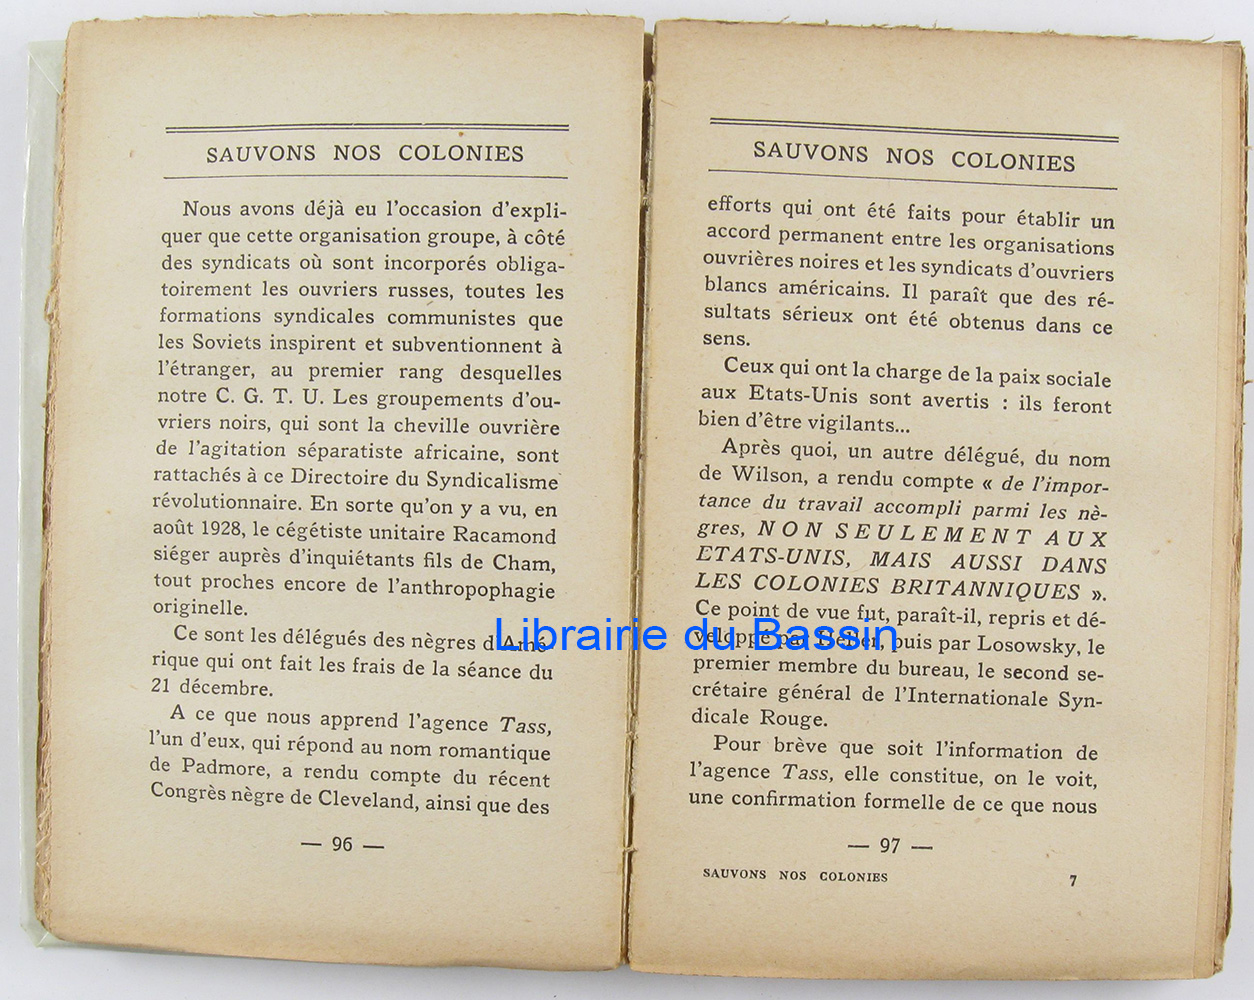 SAUVONS NOS COLONIES
Nous avons déjà eu l'occasion d'expli-
quer que cette organisation groupe, à côté
des syndicats où sont incorporés obliga-
toirement les ouvriers russes, toutes les
formations syndicales communistes que
les Soviets inspirent et subventionnent à
l'étranger, au premier rang desquelles
notre C. G. T. U. Les groupements d'ou-
vriers noirs, qui sont la cheville ouvrière
de l'agitation séparatiste africaine, sont
rattachés à ce Directoire du Syndicalisme
révolutionnaire. En sorte qu'on y a vu, en
août 1928, le cégétiste unitaire Racamond
siéger auprès d'inquiétants fils de Cham,
tout proches encore de l'anthropophagie
originelle.
Ce sont les délégués des nègres d'Amé-
rique qui ont fait les frais de la séance du
21 décembre.
A ce que nous apprend l'agence Tass,
l'un d'eux, qui répond au nom romantique
de Padmore, a rendu compte du récent
Congrès nègre de Cleveland, ainsi que des
— 96 —
SAUVONS NOS COLONIES
efforts qui ont été faits pour établir un
accord permanent entre les organisations
ouvrières noires et les syndicats d'ouvriers
blancs américains. Il paraît que des ré-
sultats sérieux ont été obtenus dans ce
sens.
Ceux qui ont la charge de la paix sociale
aux Etats-Unis sont avertis : ils feront
bien d'être vigilants...
Après quoi, un autre délégué, du nom
de Wilson, a rendu compte « de l'impor-
tance du travail accompli parmi les nè-
gres, NON SEULEMENT AUX
ETATS-UNIS, MAIS AUSSI DANS
LES COLONIES BRITANNIQUES ».
Ce point de vue fut, paraît-il, repris et dé-
veloppé par Heller, puis par Losowsky, le
premier membre du bureau, le second se-
crétaire général de l'Internationale Syn-
dicale Rouge.
Pour brève que soit l'information de
l'agence Tass, elle constitue, on le voit,
une confirmation formelle de ce que nous
— 97 —
SAUVONS NOS COLONIES 7
Librairie du Bassin